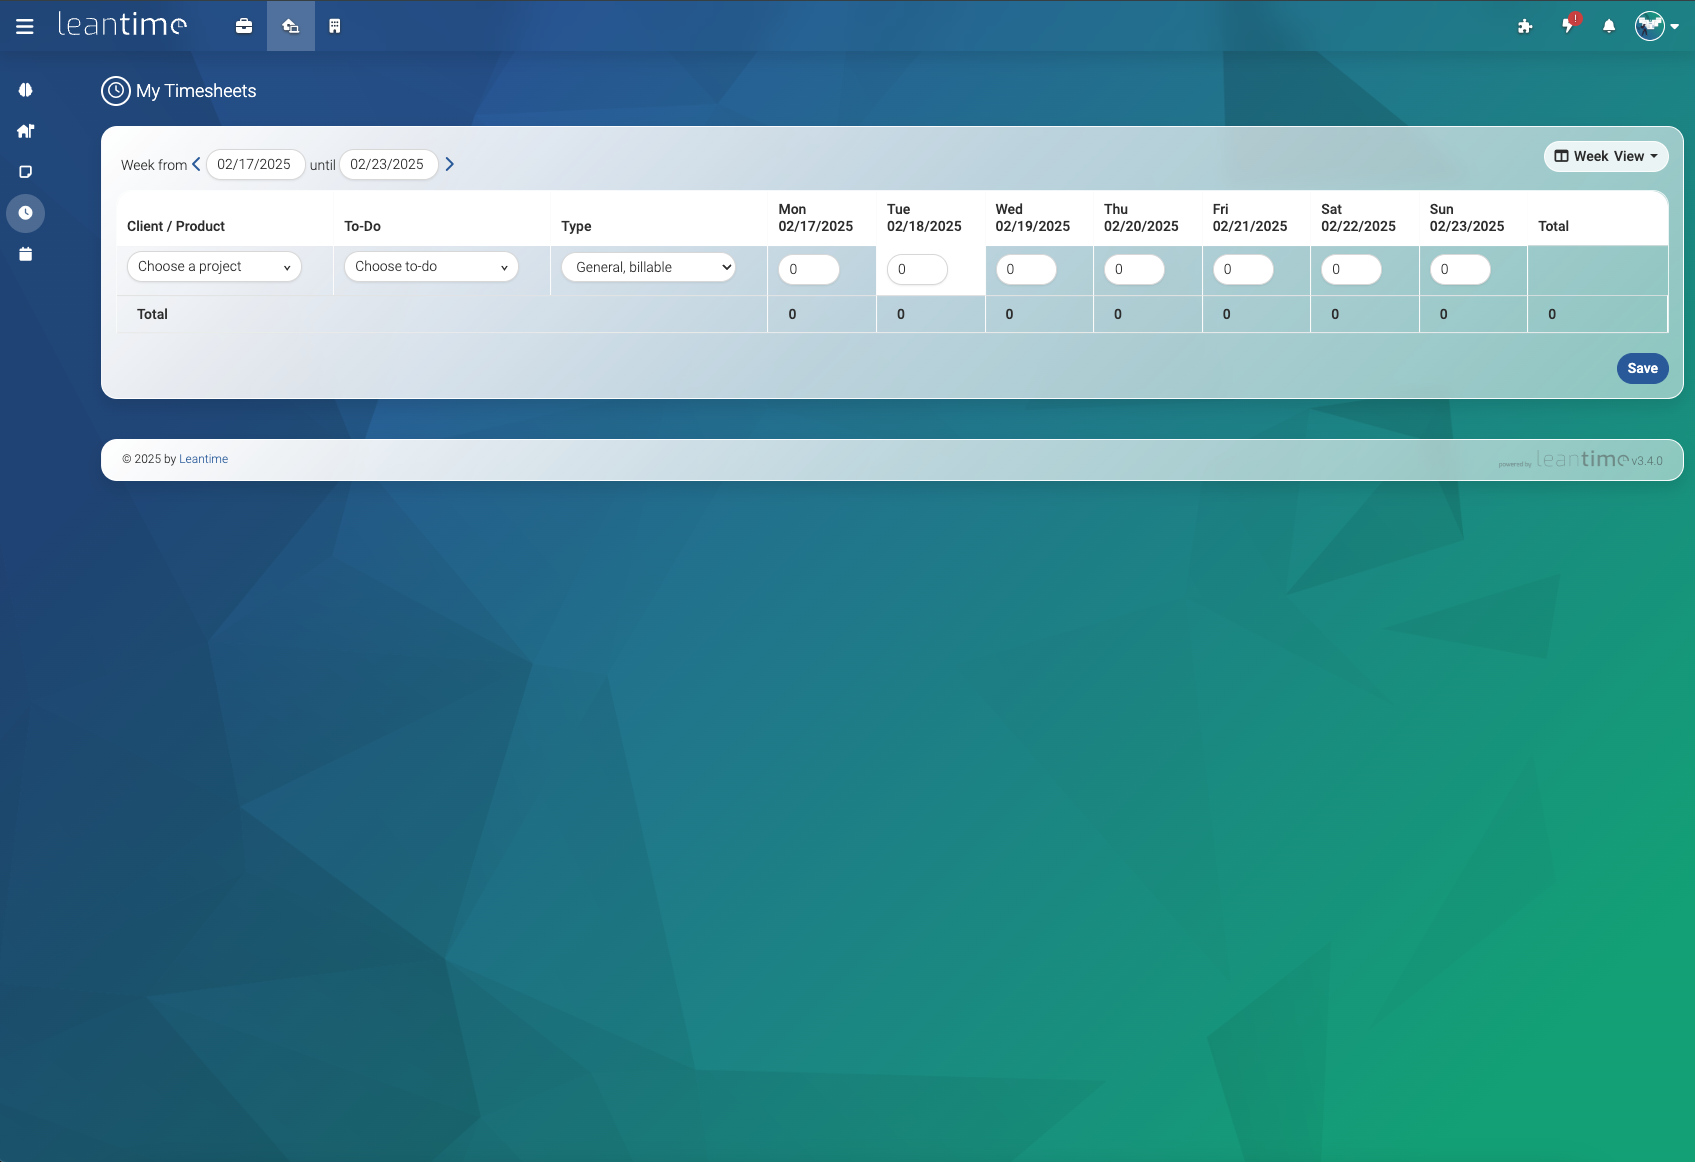 leantime
!
My Timesheets
Week from 02/17/2025 until 02/23/2025
Week View
Client / Product To-Do Type Mon 02/17/2025 Tue 02/18/2025 Wed 02/19/2025 Thu 02/20/2025 Fri 02/21/2025 Sat 02/22/2025 Sun 02/23/2025 Total
Choose a project Choose to-do General, billable 0 0 0 0 0 0 0
Total 0 0 0 0 0 0 0 0
Save
© 2025 by Leantime
powered by leantime v3.4.0